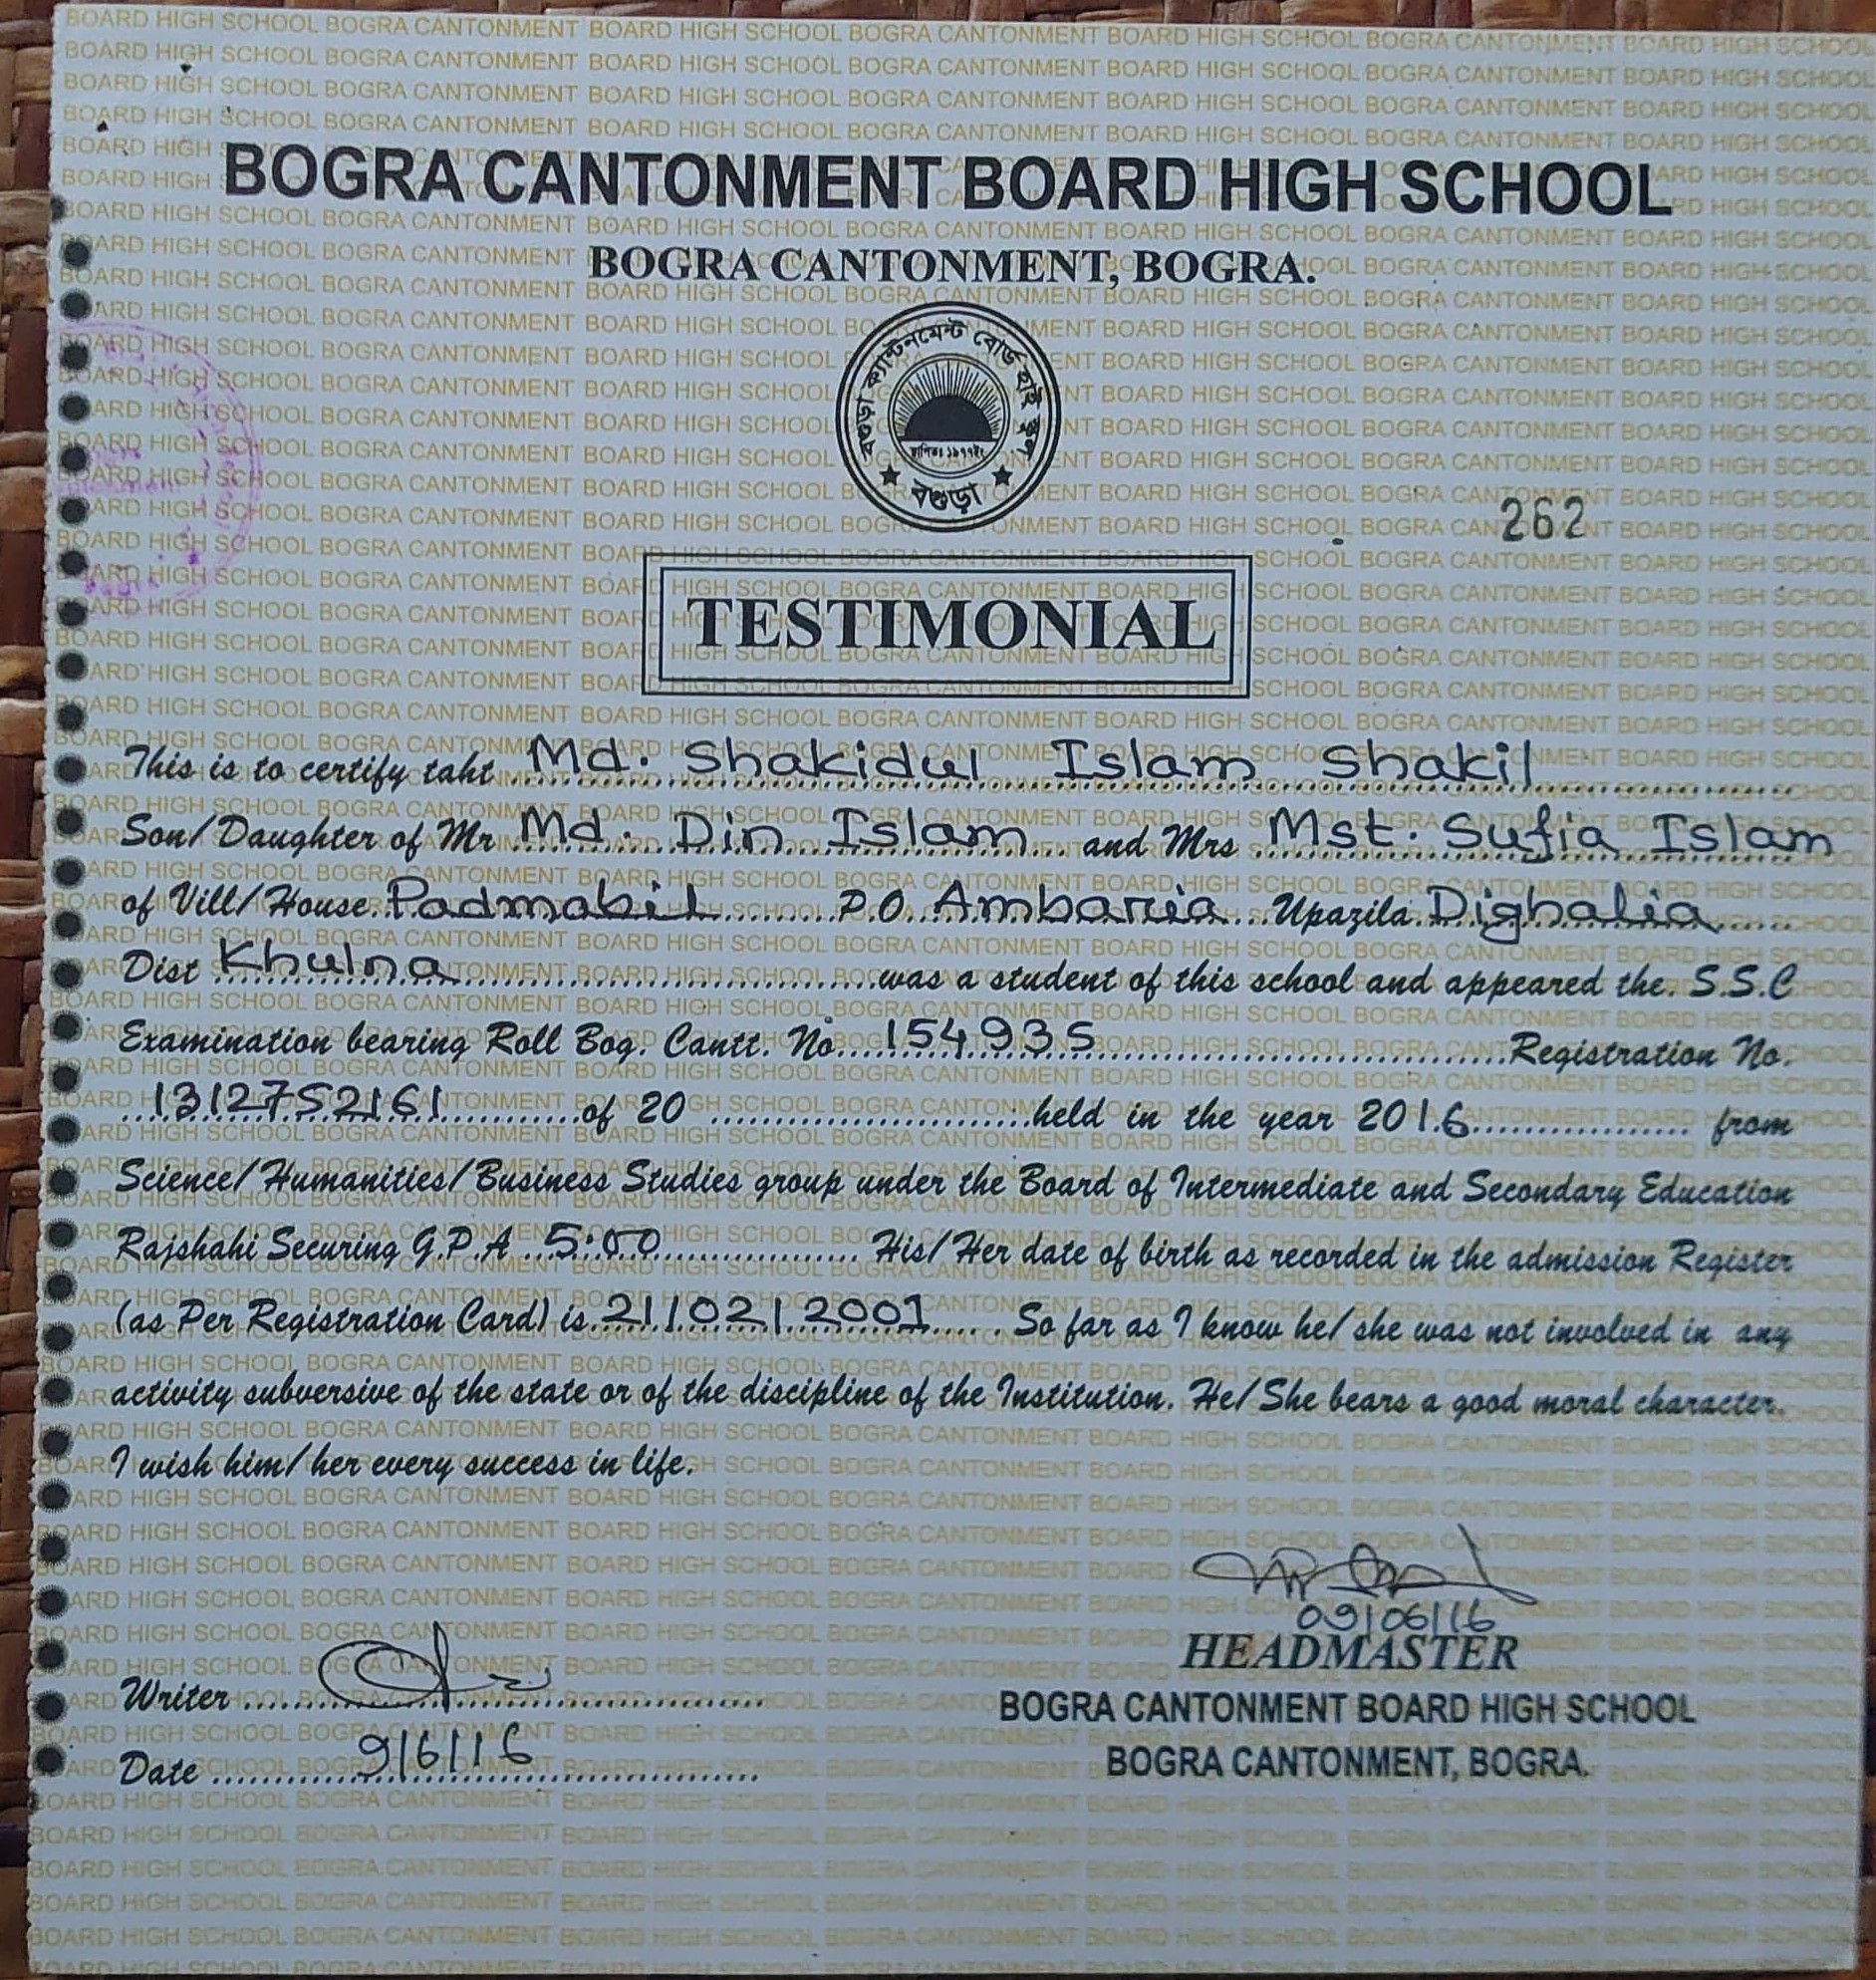 BOGRA CANTONMENT BOARD HIGH SCHOOL
BOGRA CANTONMENT, BOGRA.
বগুড়া ক্যান্টনমেন্ট বোর্ড হাই স্কুল
স্থাপিতঃ ১৯৭৭ইং
বগুড়া
262
TESTIMONIAL
This is to certify taht Md. Shakidul Islam Shakil
Son/Daughter of Mr Md. Din Islam and Mrs Mst. Sufia Islam
of Vill/House Padmabil P.O. Ambaria Upazila Dighalia
Dist Khulna was a student of this school and appeared the. S.S.C
Examination bearing Roll Bog. Cantt. No 154935 Registration No.
1312752161 of 20 held in the year 2016 from
Science/Humanities/Business Studies group under the Board of Intermediate and Secondary Education
Rajshahi Securing G.P.A 5.00 His/Her date of birth as recorded in the admission Register
(as Per Registration Card) is 21/02/2001 So far as I know he/she was not involved in any
activity subversive of the state or of the discipline of the Institution. He/She bears a good moral character.
I wish him/her every success in life.
09/06/16
HEADMASTER
Writer
BOGRA CANTONMENT BOARD HIGH SCHOOL
Date 9/6/16
BOGRA CANTONMENT, BOGRA.